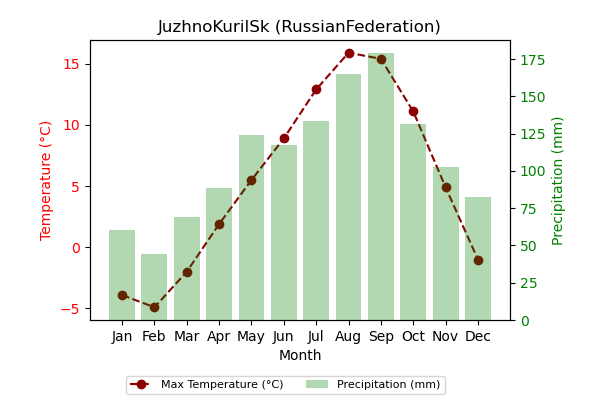 JuzhnoKurilSk (RussianFederation)
15
10
5
0
−5
Temperature (°C)
175
150
125
100
75
50
25
0
Precipitation (mm)
Jan Feb Mar Apr May Jun Jul Aug Sep Oct Nov Dec
Month
Max Temperature (°C) Precipitation (mm)